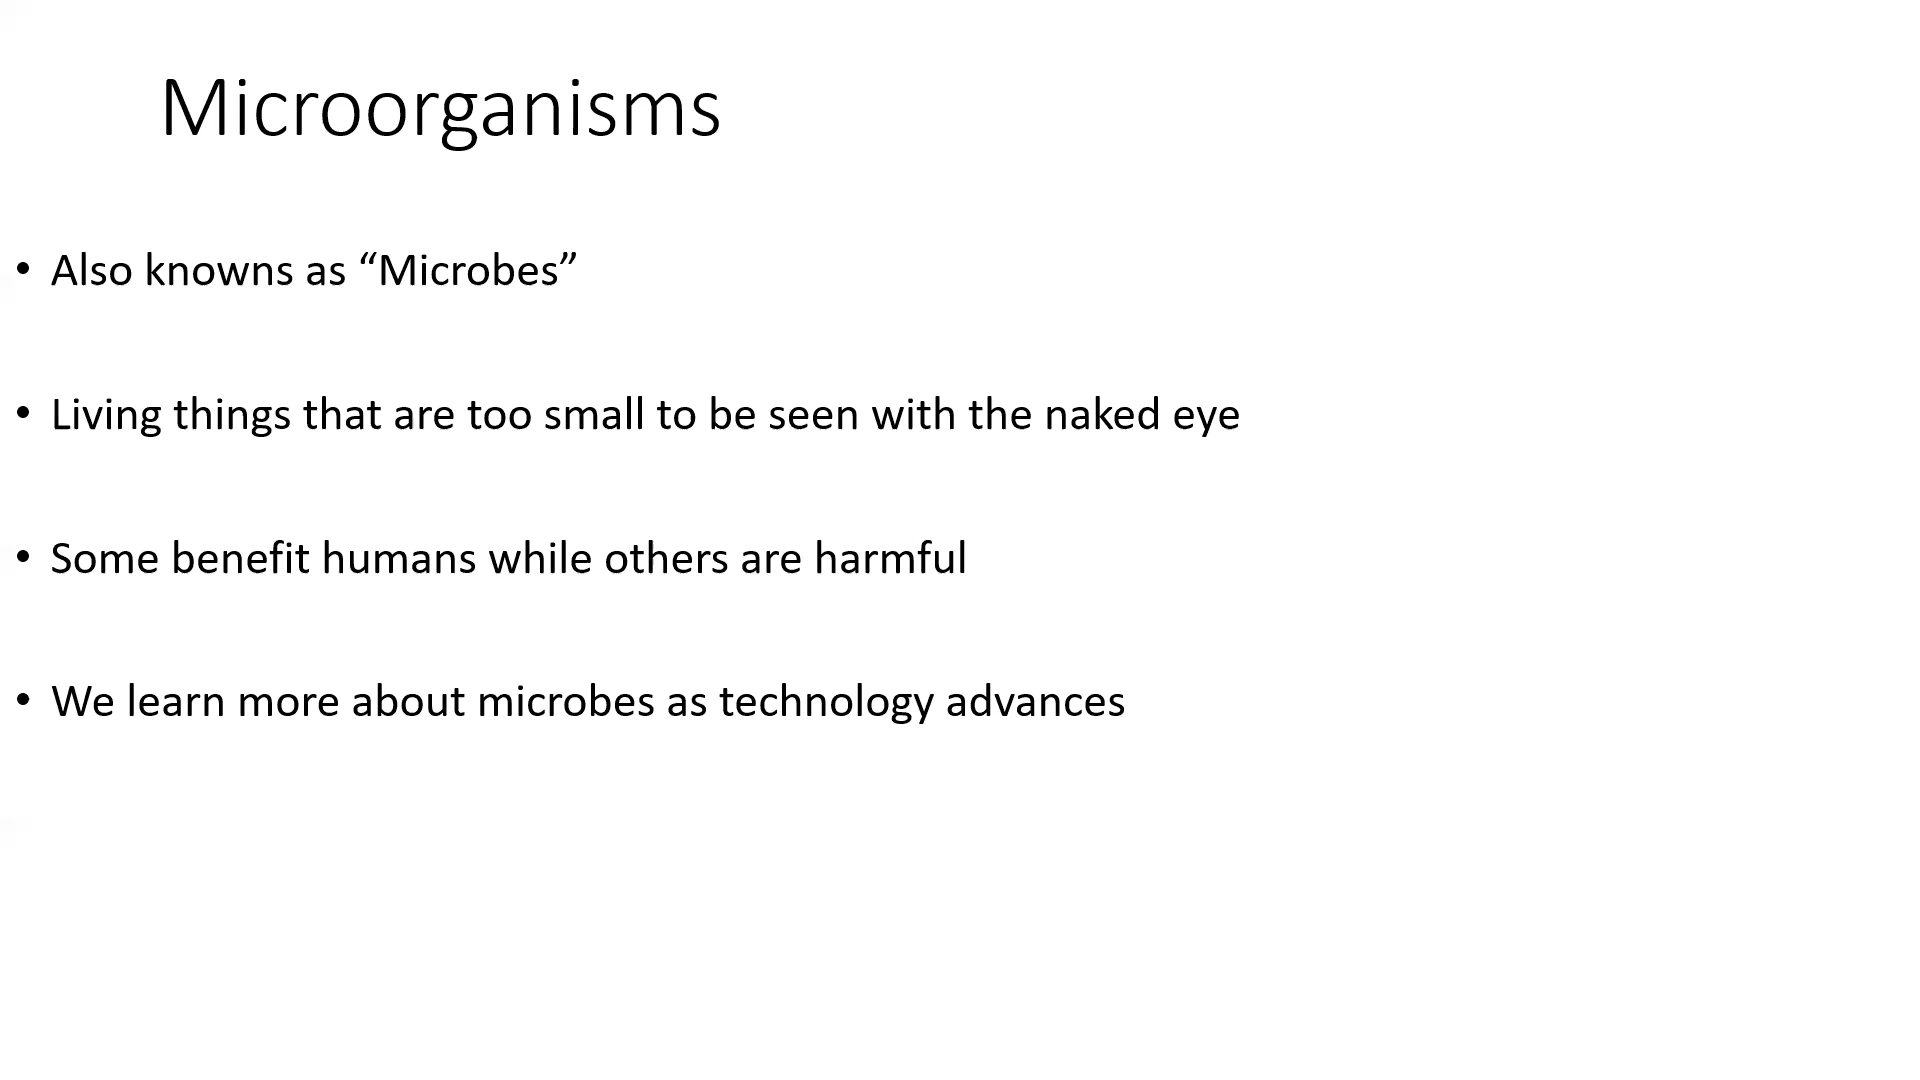 Microorganisms
• Also knowns as “Microbes”
• Living things that are too small to be seen with the naked eye
• Some benefit humans while others are harmful
• We learn more about microbes as technology advances